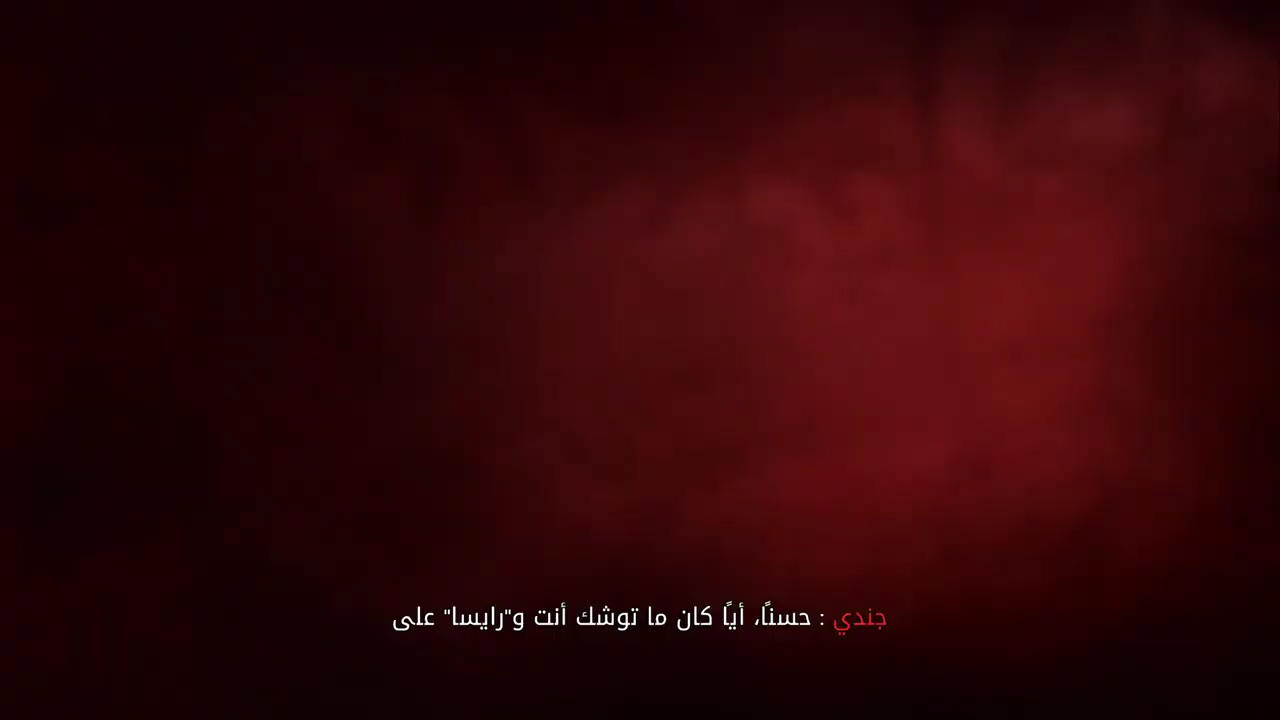 جندي : حسنًا، أيًا كان ما توشك أنت و"رايسا" على